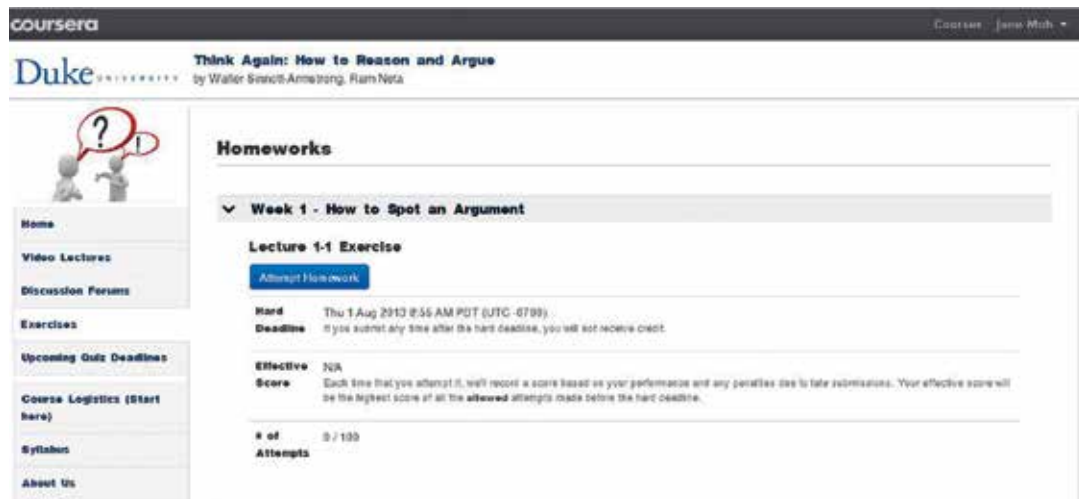 coursera
Courses Jane Moh
Duke UNIVERSITY
Think Again: How to Reason and Argue
by Walter Sinnott-Armstrong, Ram Neta
? !
Homeworks
Week 1 - How to Spot an Argument
Home
Lecture 1-1 Exercise
Video Lectures
Attempt Homework
Discussion Forums
Hard Deadline
Thu 1 Aug 2013 8:55 AM PDT (UTC -0700)
If you submit any time after the hard deadline, you will not receive credit.
Exercises
Upcoming Quiz Deadlines
Effective Score
N/A
Each time that you attempt it, we'll record a score based on your performance and any penalties due to late submissions. Your effective score will
be the highest score of all the allowed attempts made before the hard deadline.
Course Logistics (Start
here)
# of
Attempts
0 / 100
Syllabus
About Us